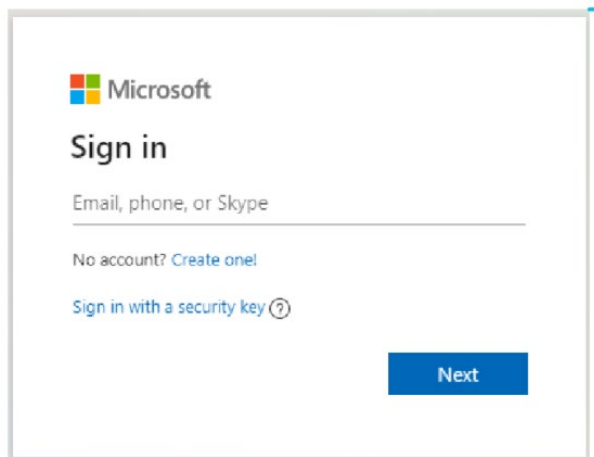 Microsoft
Sign in
Email, phone, or Skype
No account? Create one!
Sign in with a security key ?
Next